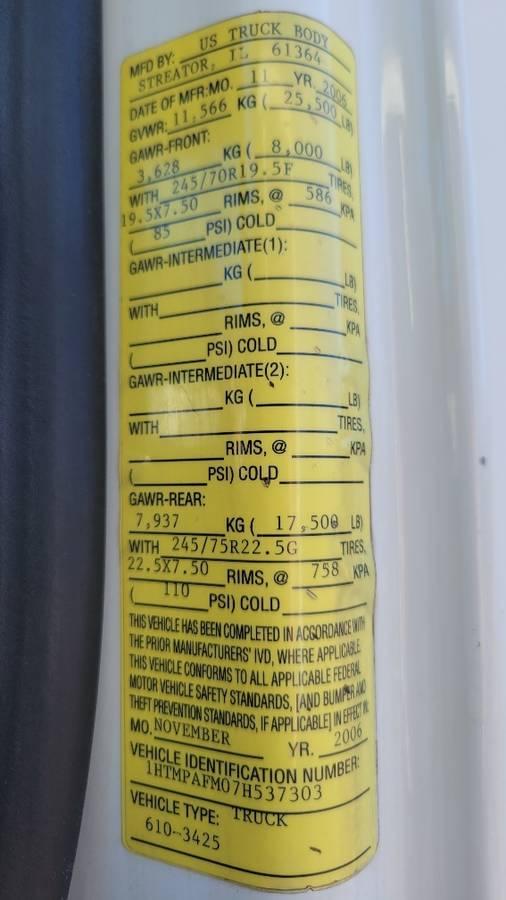 MFD BY: US TRUCK BODY
STREATOR, IL 61364
DATE OF MFR:MO. 11 YR. 2006
GVWR: 11,566 KG ( 25,500 LB)
GAWR-FRONT:
3,628 KG ( 8,000 LB)
WITH 245/70R19.5F TIRES,
19.5X7.50 RIMS, @ 586 KPA
( 85 PSI) COLD
GAWR-INTERMEDIATE(1):
KG ( LB)
WITH TIRES,
RIMS, @ KPA
( PSI) COLD
GAWR-INTERMEDIATE(2):
KG ( LB)
WITH TIRES,
RIMS, @ KPA
( PSI) COLD
GAWR-REAR:
7,937 KG ( 17,500 LB)
WITH 245/75R22.5G TIRES,
22.5X7.50 RIMS, @ 758 KPA
( 110 PSI) COLD
THIS VEHICLE HAS BEEN COMPLETED IN ACCORDANCE WITH
THE PRIOR MANUFACTURERS' IVD, WHERE APPLICABLE.
THIS VEHICLE CONFORMS TO ALL APPLICABLE FEDERAL
MOTOR VEHICLE SAFETY STANDARDS, [AND BUMPER AND
THEFT PREVENTION STANDARDS, IF APPLICABLE] IN EFFECT IN:
MO. NOVEMBER YR. 2006
VEHICLE IDENTIFICATION NUMBER:
1HTMPAFM07H537303
VEHICLE TYPE: TRUCK
610-3425